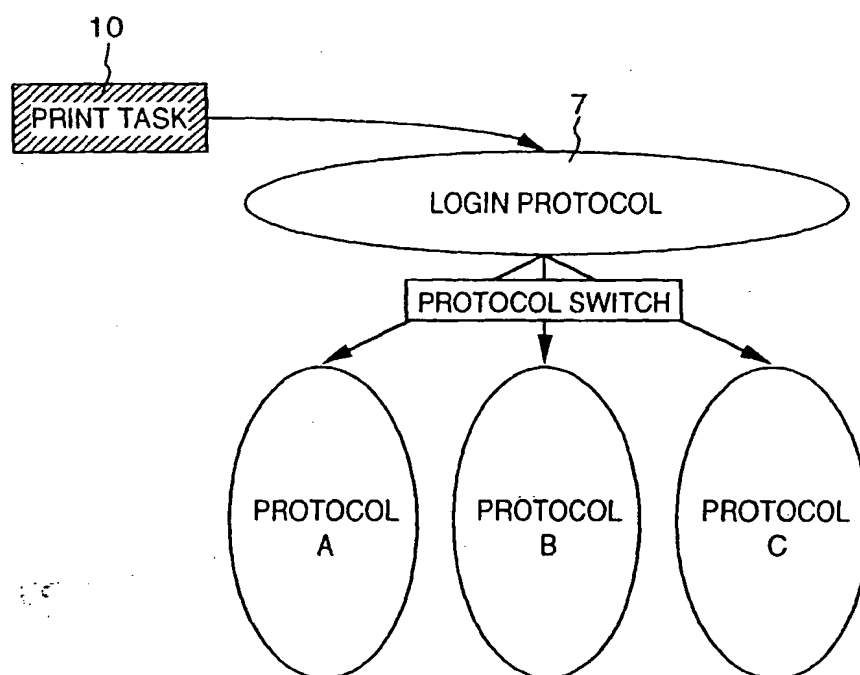 10
PRINT TASK
7
LOGIN PROTOCOL
PROTOCOL SWITCH
PROTOCOL
A
PROTOCOL
B
PROTOCOL
C